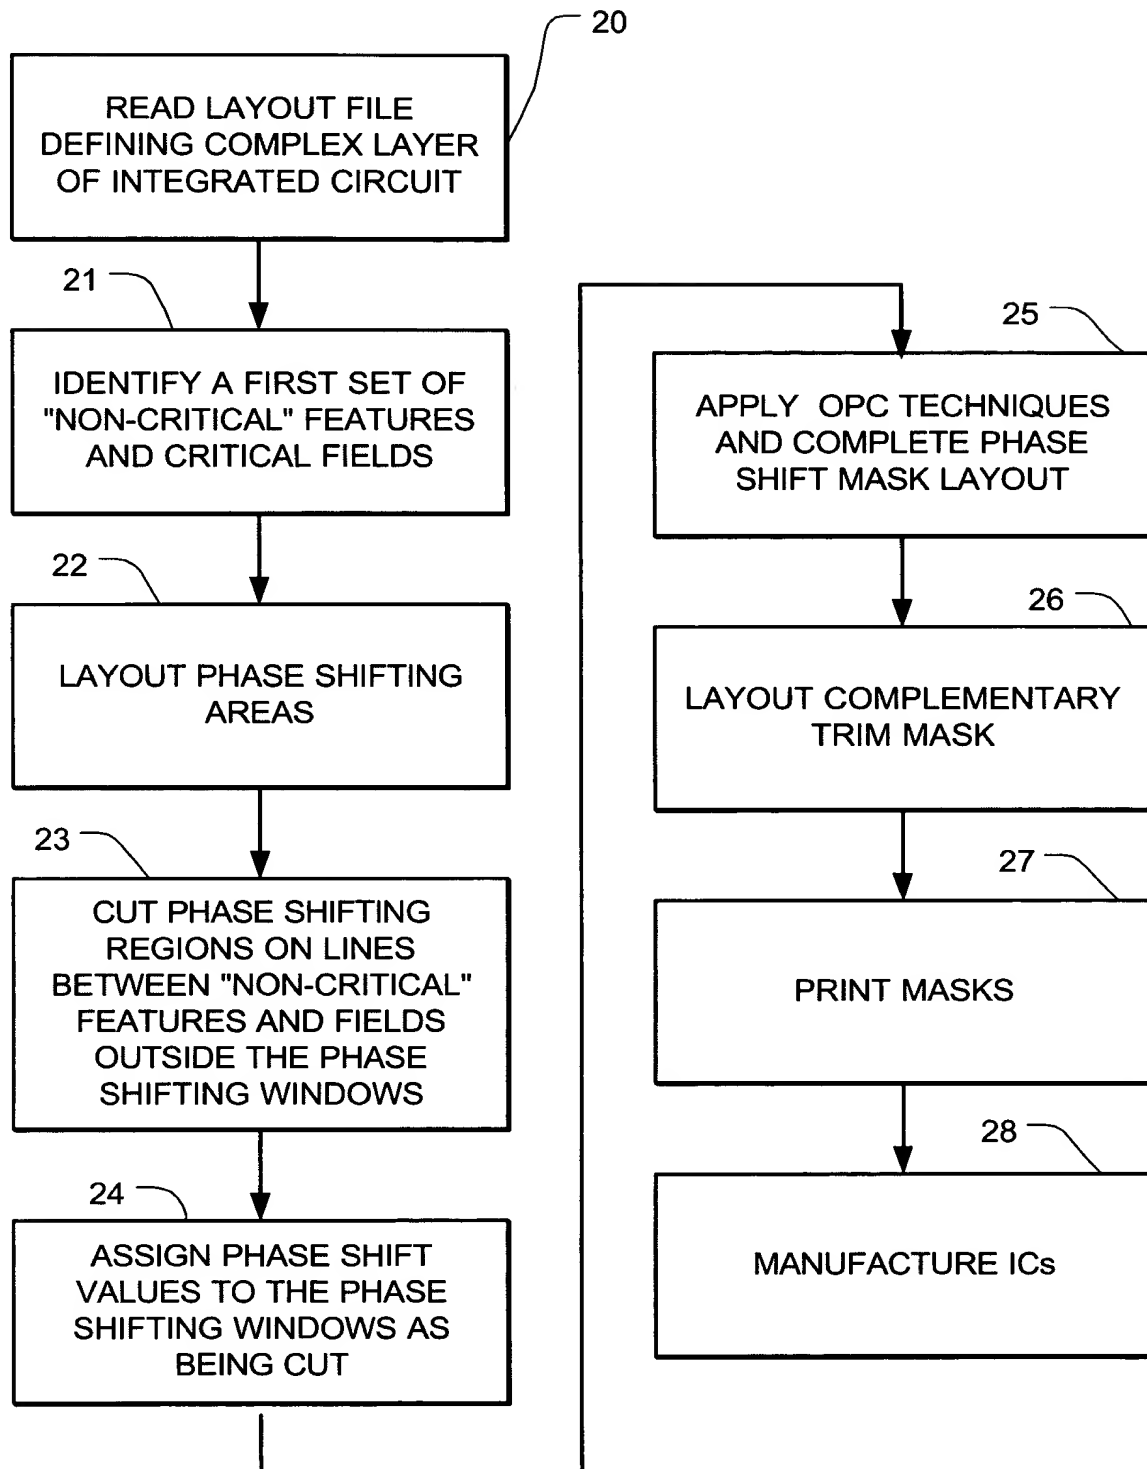 20
READ LAYOUT FILE
DEFINING COMPLEX LAYER
OF INTEGRATED CIRCUIT
21
IDENTIFY A FIRST SET OF
"NON-CRITICAL" FEATURES
AND CRITICAL FIELDS
22
LAYOUT PHASE SHIFTING
AREAS
23
CUT PHASE SHIFTING
REGIONS ON LINES
BETWEEN "NON-CRITICAL"
FEATURES AND FIELDS
OUTSIDE THE PHASE
SHIFTING WINDOWS
24
ASSIGN PHASE SHIFT
VALUES TO THE PHASE
SHIFTING WINDOWS AS
BEING CUT
25
APPLY OPC TECHNIQUES
AND COMPLETE PHASE
SHIFT MASK LAYOUT
26
LAYOUT COMPLEMENTARY
TRIM MASK
27
PRINT MASKS
28
MANUFACTURE ICs